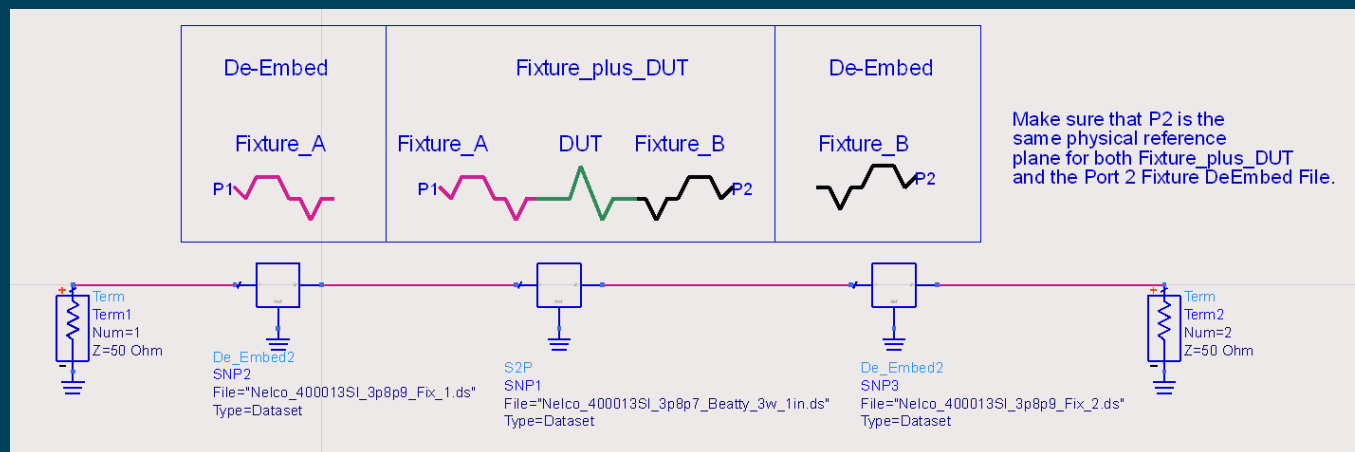 De-Embed
Fixture_plus_DUT
De-Embed
Make sure that P2 is the
same physical reference
plane for both Fixture_plus_DUT
and the Port 2 Fixture DeEmbed File.
Fixture_A
Fixture_A
DUT
Fixture_B
Fixture_B
P1
P1
P2
P2
Term
Term1
Num=1
Z=50 Ohm
De_Embed2
SNP2
File="Nelco_400013SI_3p8p9_Fix_1.ds"
Type=Dataset
S2P
SNP1
File="Nelco_400013SI_3p8p7_Beatty_3w_1in.ds"
Type=Dataset
De_Embed2
SNP3
File="Nelco_400013SI_3p8p9_Fix_2.ds"
Type=Dataset
Term
Term2
Num=2
Z=50 Ohm